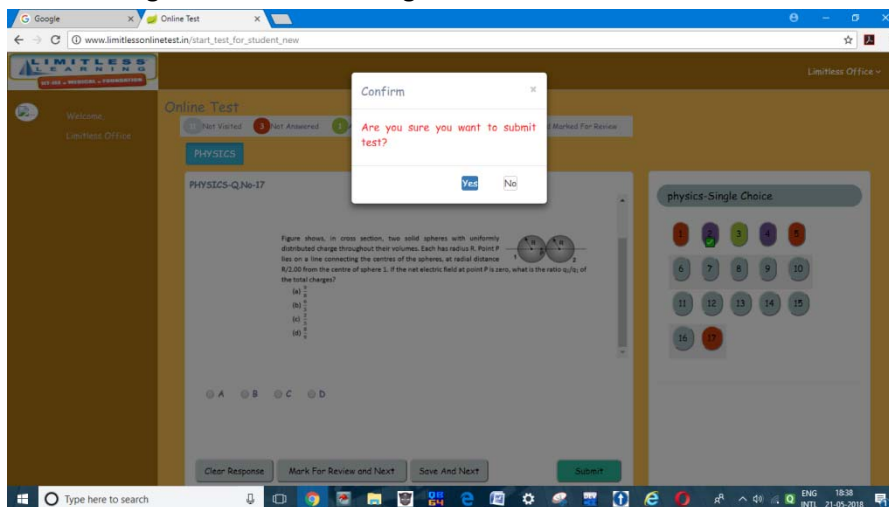 Google
Online Test
www.limitlessonlinetest.in/start_test_for_student_new
LIMITLESS
LEARNING
IIT-JEE • MEDICAL • FOUNDATION
Limitless Office
Welcome,
Limitless Office
Online Test
Not Visited 3 Not Answered 1
d Marked For Review
PHYSICS
Confirm
Are you sure you want to submit
test?
Yes No
PHYSICS-Q,No-17
Figure shows, in cross section, two solid spheres with uniformly
distributed charge throughout their volumes. Each has radius R. Point P
lies on a line connecting the centres of the spheres, at radial distance
R/2.00 from the centre of sphere 1. If the net electric field at point P is zero, what is the ratio q₂/q₁ of
the total charges?
(a)
(b)
(c)
(d)
A B C D
Clear Response Mark For Review and Next Save And Next Submit
physics-Single Choice
1 2 3 4 5
6 7 8 9 10
11 12 13 14 15
16 17
Type here to search
ENG
INTL
18:38
21-05-2018